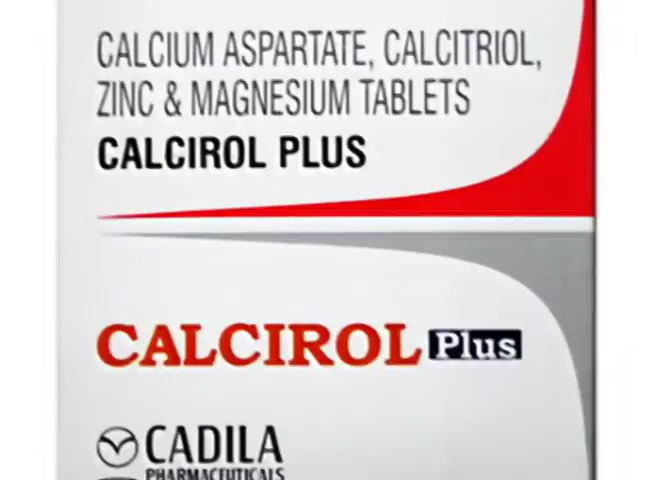 CALCIUM ASPARTATE, CALCITRIOL,
ZINC & MAGNESIUM TABLETS
CALCIROL PLUS
CALCIROL Plus
CADILA
PHARMACEUTICALS